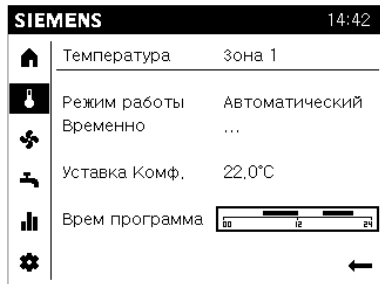 SIEMENS 14:42
Температура Зона 1
Режим работы Автоматический
Временно ...
Уставка Комф. 22,0°C
Врем программа 00 12 24